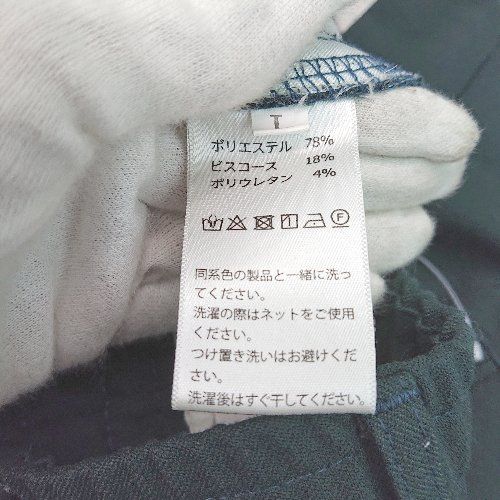 T
ポリエステル 78%
ビスコース 18%
ポリウレタン 4%
同系色の製品と一緒に洗っ
てください。
洗濯の際はネットをご使用
ください。
つけ置き洗いはお避けくだ
さい。
洗濯後はすぐ干してください。